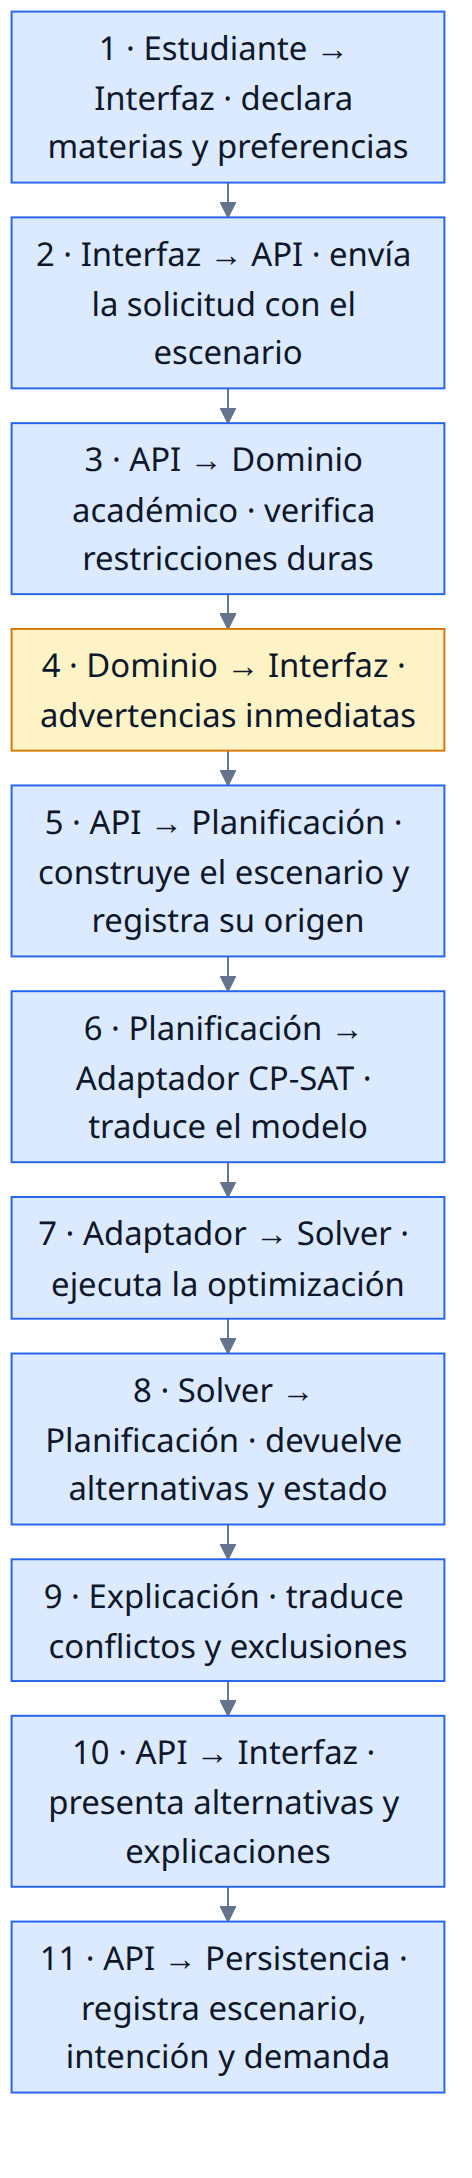 1 · Estudiante →
Interfaz · declara
materias y preferencias
2 · Interfaz → API · envía
la solicitud con el
escenario
3 · API → Dominio
académico · verifica
restricciones duras
4 · Dominio → Interfaz ·
advertencias inmediatas
5 · API → Planificación ·
construye el escenario y
registra su origen
6 · Planificación →
Adaptador CP-SAT ·
traduce el modelo
7 · Adaptador → Solver ·
ejecuta la optimización
8 · Solver →
Planificación · devuelve
alternativas y estado
9 · Explicación · traduce
conflictos y exclusiones
10 · API → Interfaz ·
presenta alternativas y
explicaciones
11 · API → Persistencia ·
registra escenario,
intención y demanda